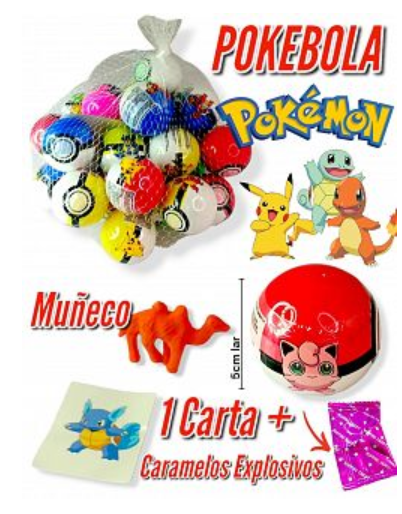 POKEBOLA
POKéMON
Muñeco
5cm lar
1 Carta +
Caramelos Explosivos